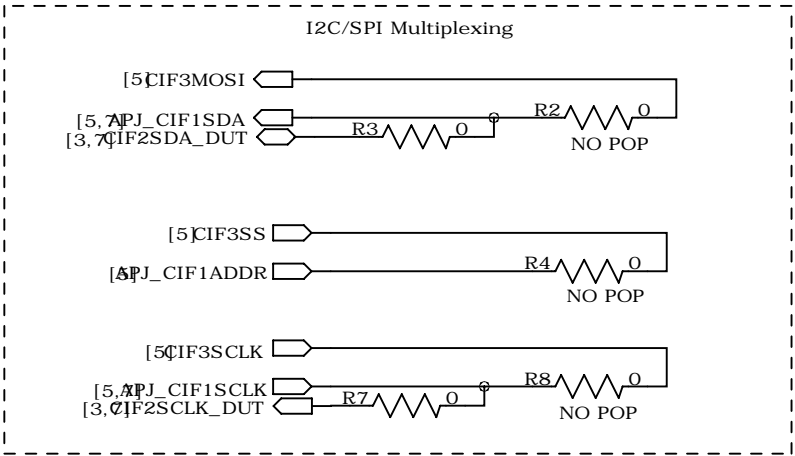 I2C/SPI Multiplexing
[5] CIF3MOSI
[5,7] APJ_CIF1SDA R2 0
[3,7] CIF2SDA_DUT R3 0
NO POP
[5] CIF3SS
[5] APJ_CIF1ADDR R4 0
NO POP
[5] CIF3SCLK
[5,7] APJ_CIF1SCLK R8 0
[3,7] CIF2SCLK_DUT R7 0
NO POP